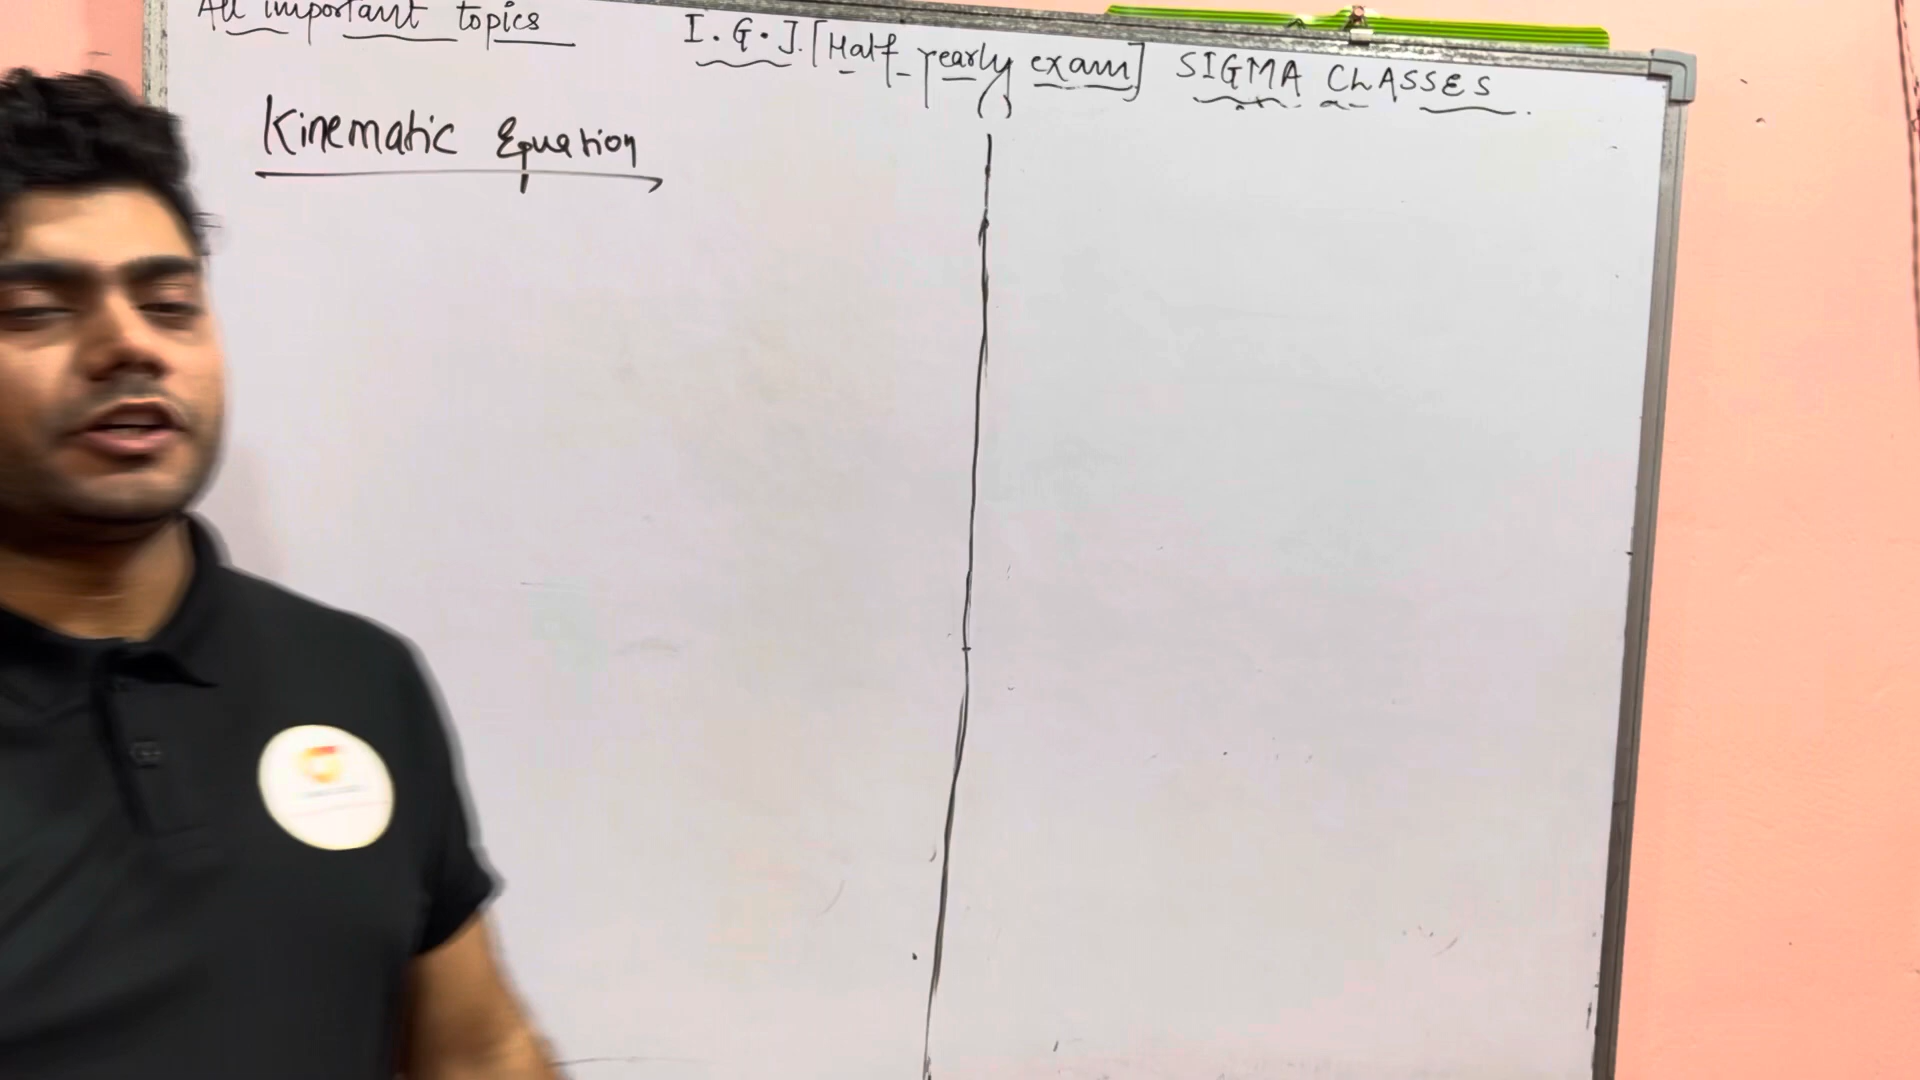 All important topics
I.G.J. [Half yearly exam] SIGMA CLASSES
Kinematic Equation